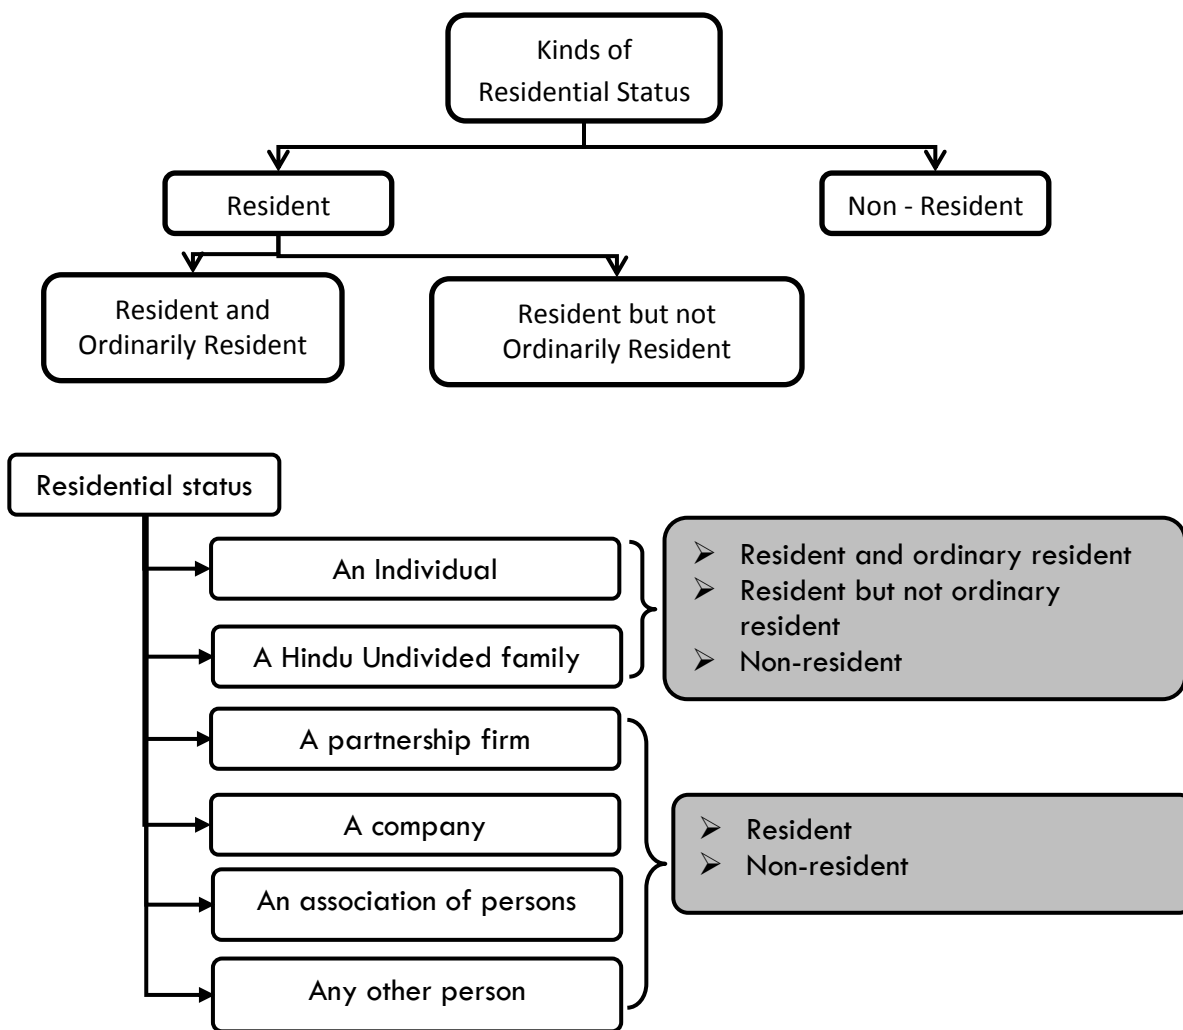 Kinds of
Residential Status
Resident
Non - Resident
Resident and
Ordinarily Resident
Resident but not
Ordinarily Resident
Residential status
An Individual
A Hindu Undivided family
➢ Resident and ordinary resident
➢ Resident but not ordinary
resident
➢ Non-resident
A partnership firm
A company
An association of persons
Any other person
➢ Resident
➢ Non-resident